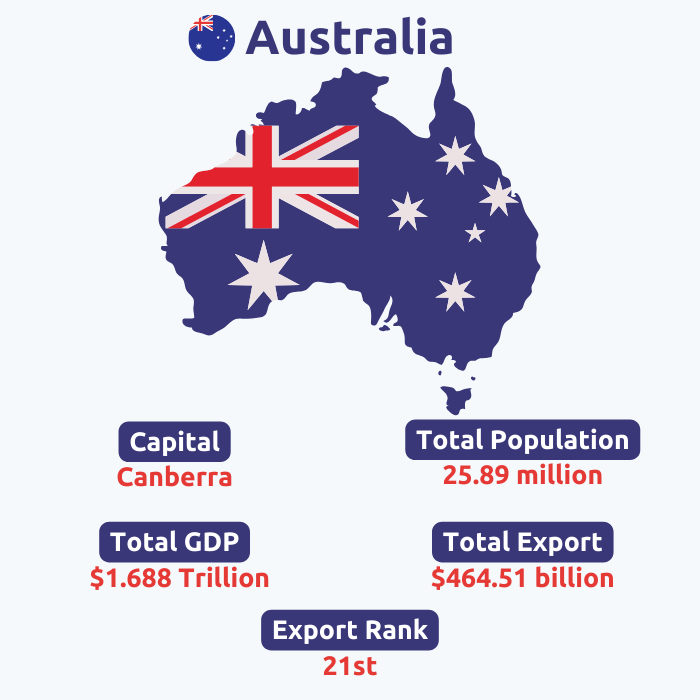 Australia
Capital
Canberra
Total Population
25.89 million
Total GDP
$1.688 Trillion
Total Export
$464.51 billion
Export Rank
21st